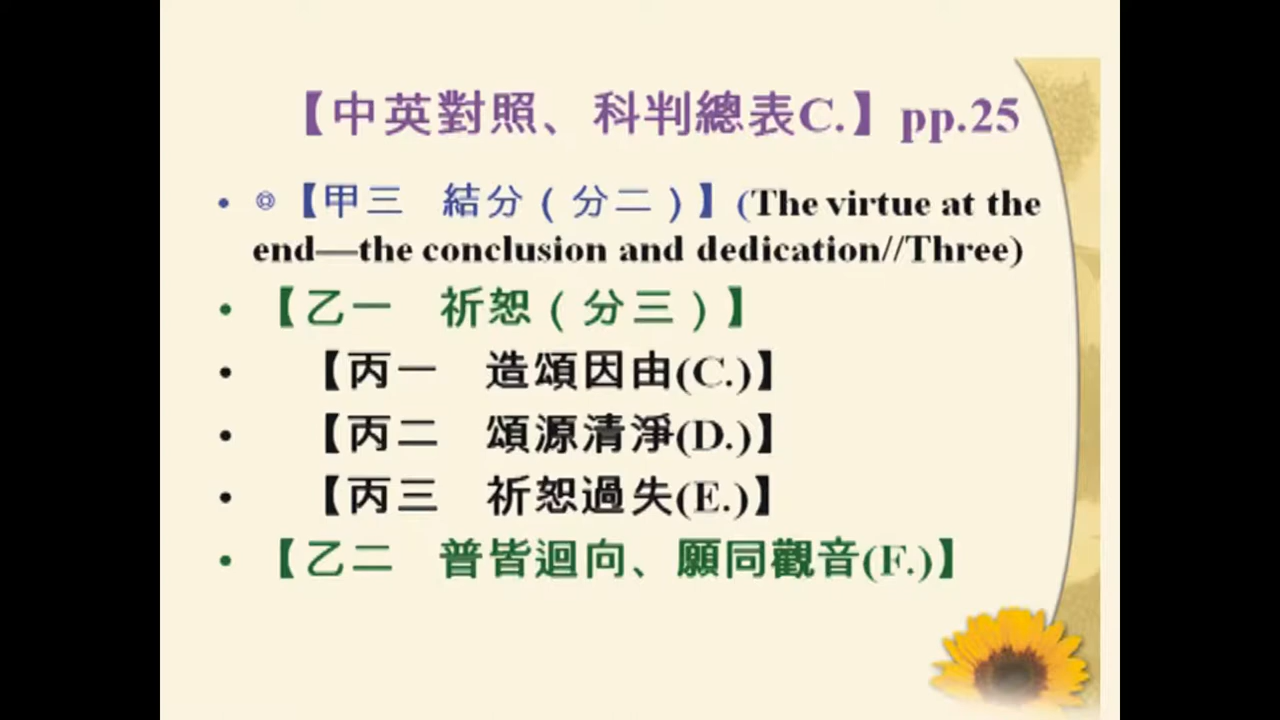 【中英對照、科判總表C.】pp.25
• ◎【甲三 結分（分二）】(The virtue at the
end—the conclusion and dedication//Three)
• 【乙一 祈恕（分三）】
• 【丙一 造頌因由(C.)】
• 【丙二 頌源清淨(D.)】
• 【丙三 祈恕過失(E.)】
• 【乙二 普皆迴向、願同觀音(F.)】